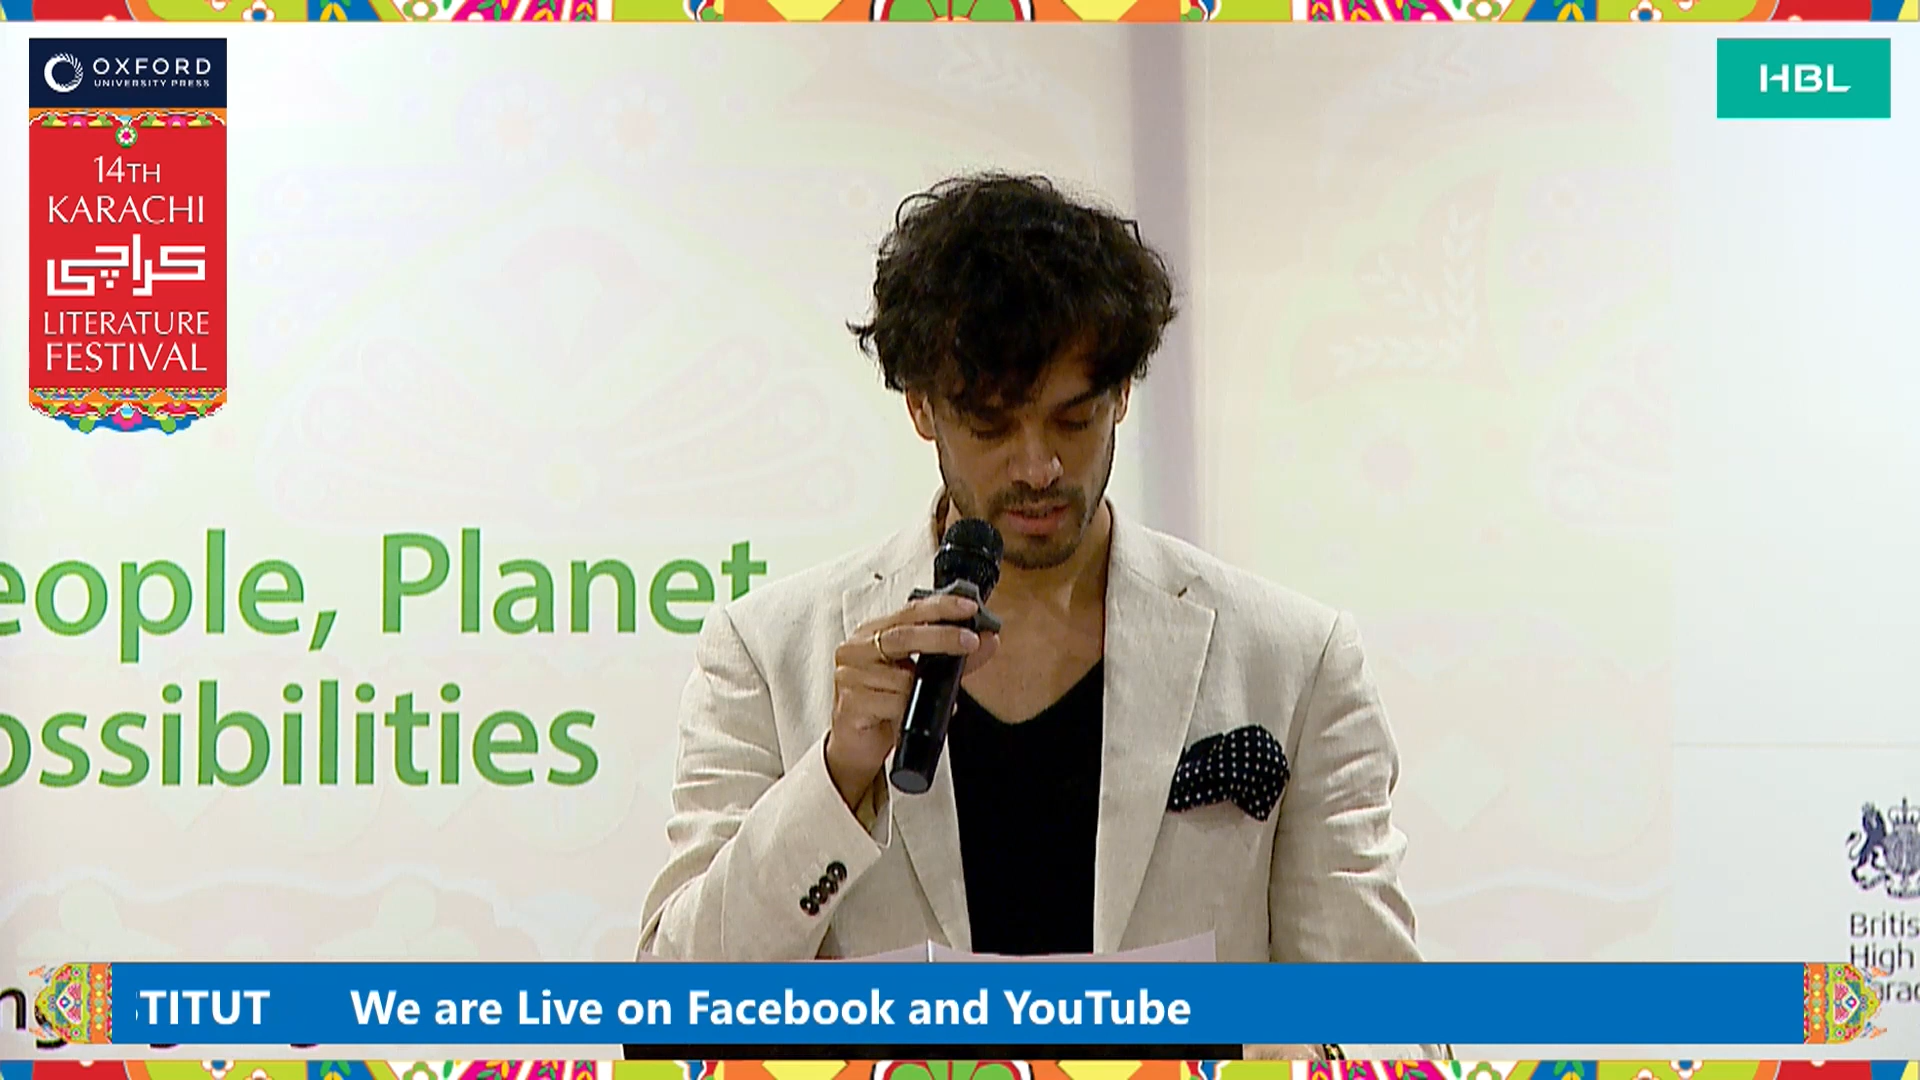 OXFORD
UNIVERSITY PRESS
14TH
KARACHI
کراچی
LITERATURE
FESTIVAL
HBL
eople, Planet
ossibilities
Britis
High
arac
TITUT We are Live on Facebook and YouTube